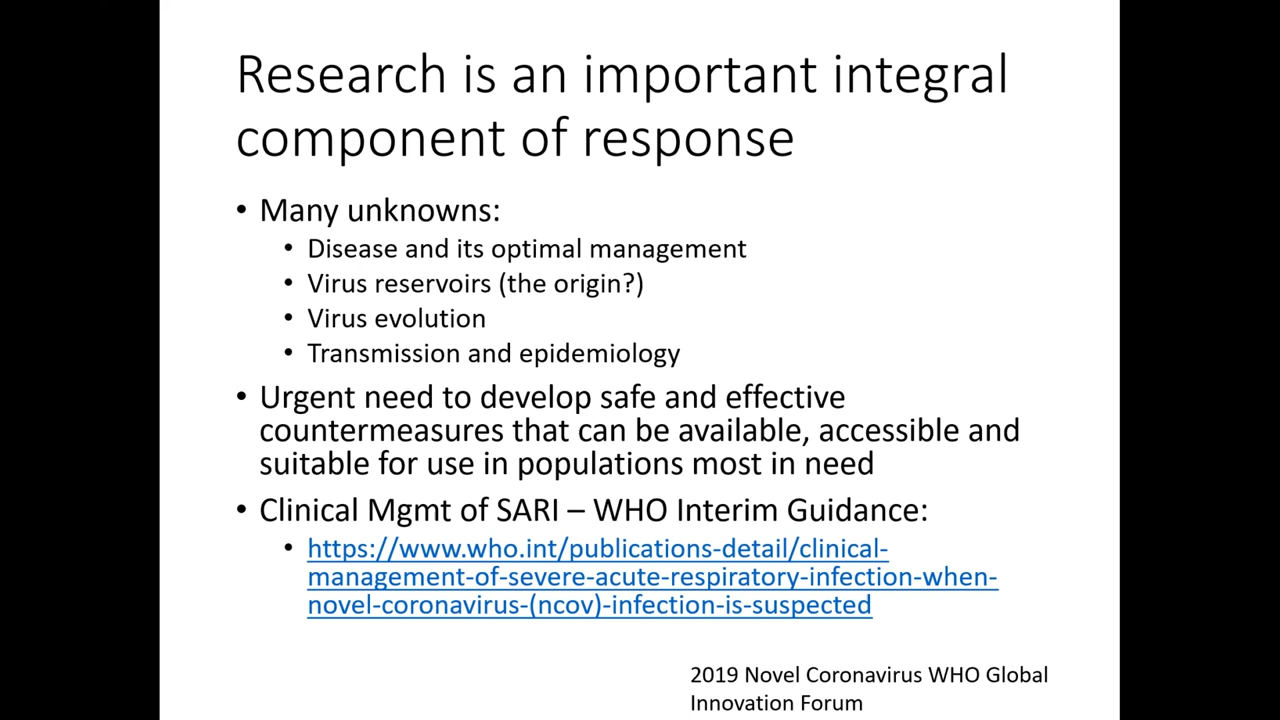 Research is an important integral
component of response
• Many unknowns:
• Disease and its optimal management
• Virus reservoirs (the origin?)
• Virus evolution
• Transmission and epidemiology
• Urgent need to develop safe and effective
countermeasures that can be available, accessible and
suitable for use in populations most in need
• Clinical Mgmt of SARI – WHO Interim Guidance:
• https://www.who.int/publications-detail/clinical-
management-of-severe-acute-respiratory-infection-when-
novel-coronavirus-(ncov)-infection-is-suspected
2019 Novel Coronavirus WHO Global
Innovation Forum